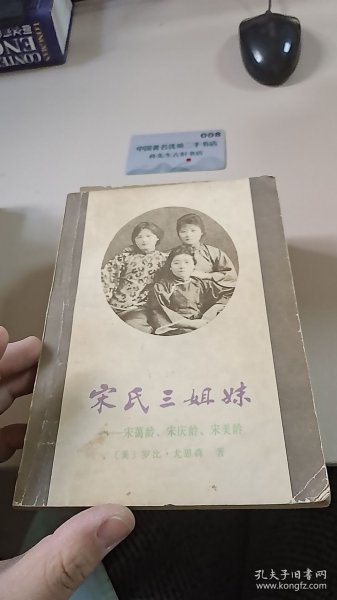 008
中国著名优质二手书店
宋氏三姐妹
——宋蔼龄、宋庆龄、宋美龄
〔美〕罗比·尤恩森 著
孔夫子旧书网
www.kongfz.com